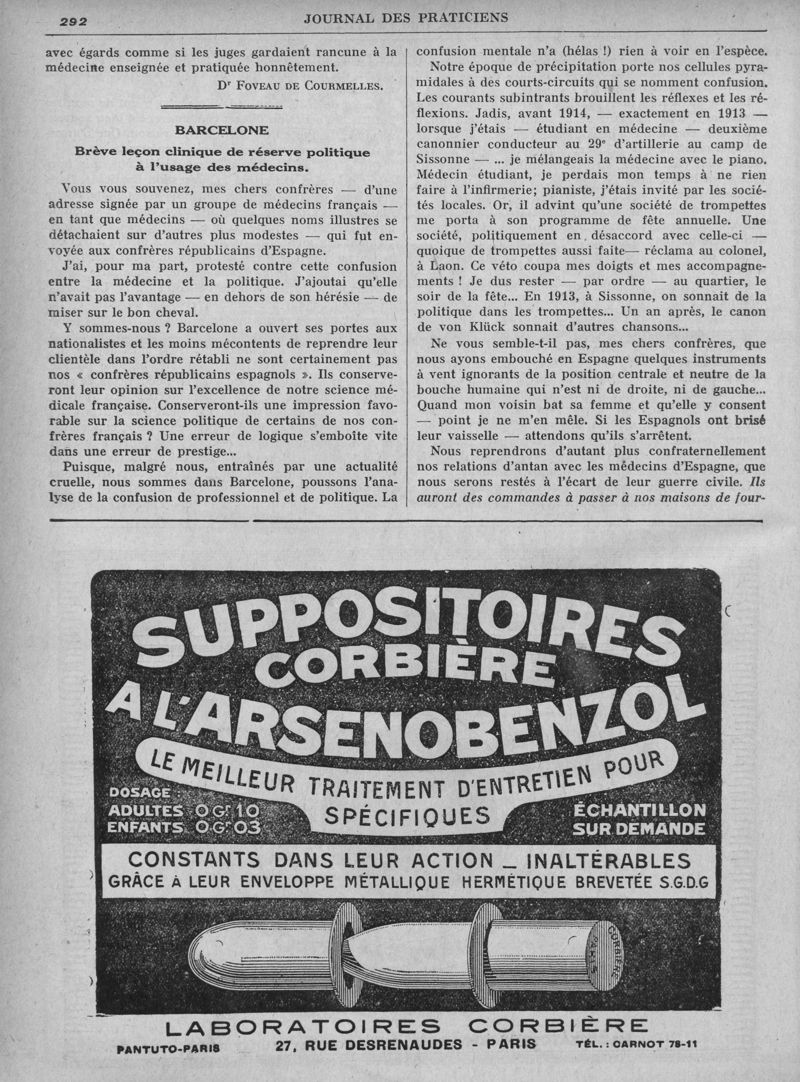 292
JOURNAL DES PRATICIENS
avec égards comme si les juges gardaient rancune à la
médecine enseignée et pratiquée honnêtement.
Dr FOVEAU DE COURMELLES.
BARCELONE
Brève leçon clinique de réserve politique
à l'usage des médecins.
Vous vous souvenez, mes chers confrères — d'une
adresse signée par un groupe de médecins français —
en tant que médecins — où quelques noms illustres se
détachaient sur d'autres plus modestes — qui fut en-
voyée aux confrères républicains d'Espagne.
J'ai, pour ma part, protesté contre cette confusion
entre la médecine et la politique. J'ajoutai qu'elle
n'avait pas l'avantage — en dehors de son hérésie — de
miser sur le bon cheval.
Y sommes-nous ? Barcelone a ouvert ses portes aux
nationalistes et les moins mécontents de reprendre leur
clientèle dans l'ordre rétabli ne sont certainement pas
nos « confrères républicains espagnols ». Ils conserve-
ront leur opinion sur l'excellence de notre science mé-
dicale française. Conserveront-ils une impression favo-
rable sur la science politique de certains de nos con-
frères français ? Une erreur de logique s'emboîte vite
dans une erreur de prestige...
Puisque, malgré nous, entraînés par une actualité
cruelle, nous sommes dans Barcelone, poussons l'ana-
lyse de la confusion de professionnel et de politique. La
confusion mentale n'a (hélas !) rien à voir en l'espèce.
Notre époque de précipitation porte nos cellules pyra-
midales à des courts-circuits qui se nomment confusion.
Les courants subintrants brouillent les réflexes et les ré-
flexions. Jadis, avant 1914, — exactement en 1913 —
lorsque j'étais — étudiant en médecine — deuxième
canonnier conducteur au 29e d'artillerie au camp de
Sissonne — ... je mélangeais la médecine avec le piano.
Médecin étudiant, je perdais mon temps à ne rien
faire à l'infirmerie; pianiste, j'étais invité par les socié-
tés locales. Or, il advint qu'une société de trompettes
me porta à son programme de fête annuelle. Une
société, politiquement en désaccord avec celle-ci —
quoique de trompettes aussi faite— réclama au colonel,
à Laon. Ce véto coupa mes doigts et mes accompagne-
ments ! Je dus rester — par ordre — au quartier, le
soir de la fête... En 1913, à Sissonne, on sonnait de la
politique dans les trompettes... Un an après, le canon
de von Klück sonnait d'autres chansons...
Ne vous semble-t-il pas, mes chers confrères, que
nous ayons embouché en Espagne quelques instruments
à vent ignorants de la position centrale et neutre de la
bouche humaine qui n'est ni de droite, ni de gauche...
Quand mon voisin bat sa femme et qu'elle y consent
— point je ne m'en mêle. Si les Espagnols ont brisé
leur vaisselle — attendons qu'ils s'arrêtent.
Nous reprendrons d'autant plus confraternellement
nos relations d'antan avec les médecins d'Espagne, que
nous serons restés à l'écart de leur guerre civile. Ils
auront des commandes à passer à nos maisons de four-
SUPPOSITOIRES
CORBIÈRE
A L'ARSENOBENZOL
LE MEILLEUR TRAITEMENT D'ENTRETIEN POUR
SPÉCIFIQUES
DOSAGE
ADULTES 0Gr10
ENFANTS 0Gr03
ÉCHANTILLON
SUR DEMANDE
CONSTANTS DANS LEUR ACTION _ INALTÉRABLES
GRÂCE A LEUR ENVELOPPE MÉTALLIQUE HERMÉTIQUE BREVETÉE S.G.D.G
CORBIÈRE
PARIS
LABORATOIRES CORBIÈRE
PANTUTO-PARIS 27, RUE DESRENAUDES - PARIS TÉL.: CARNOT 78-11